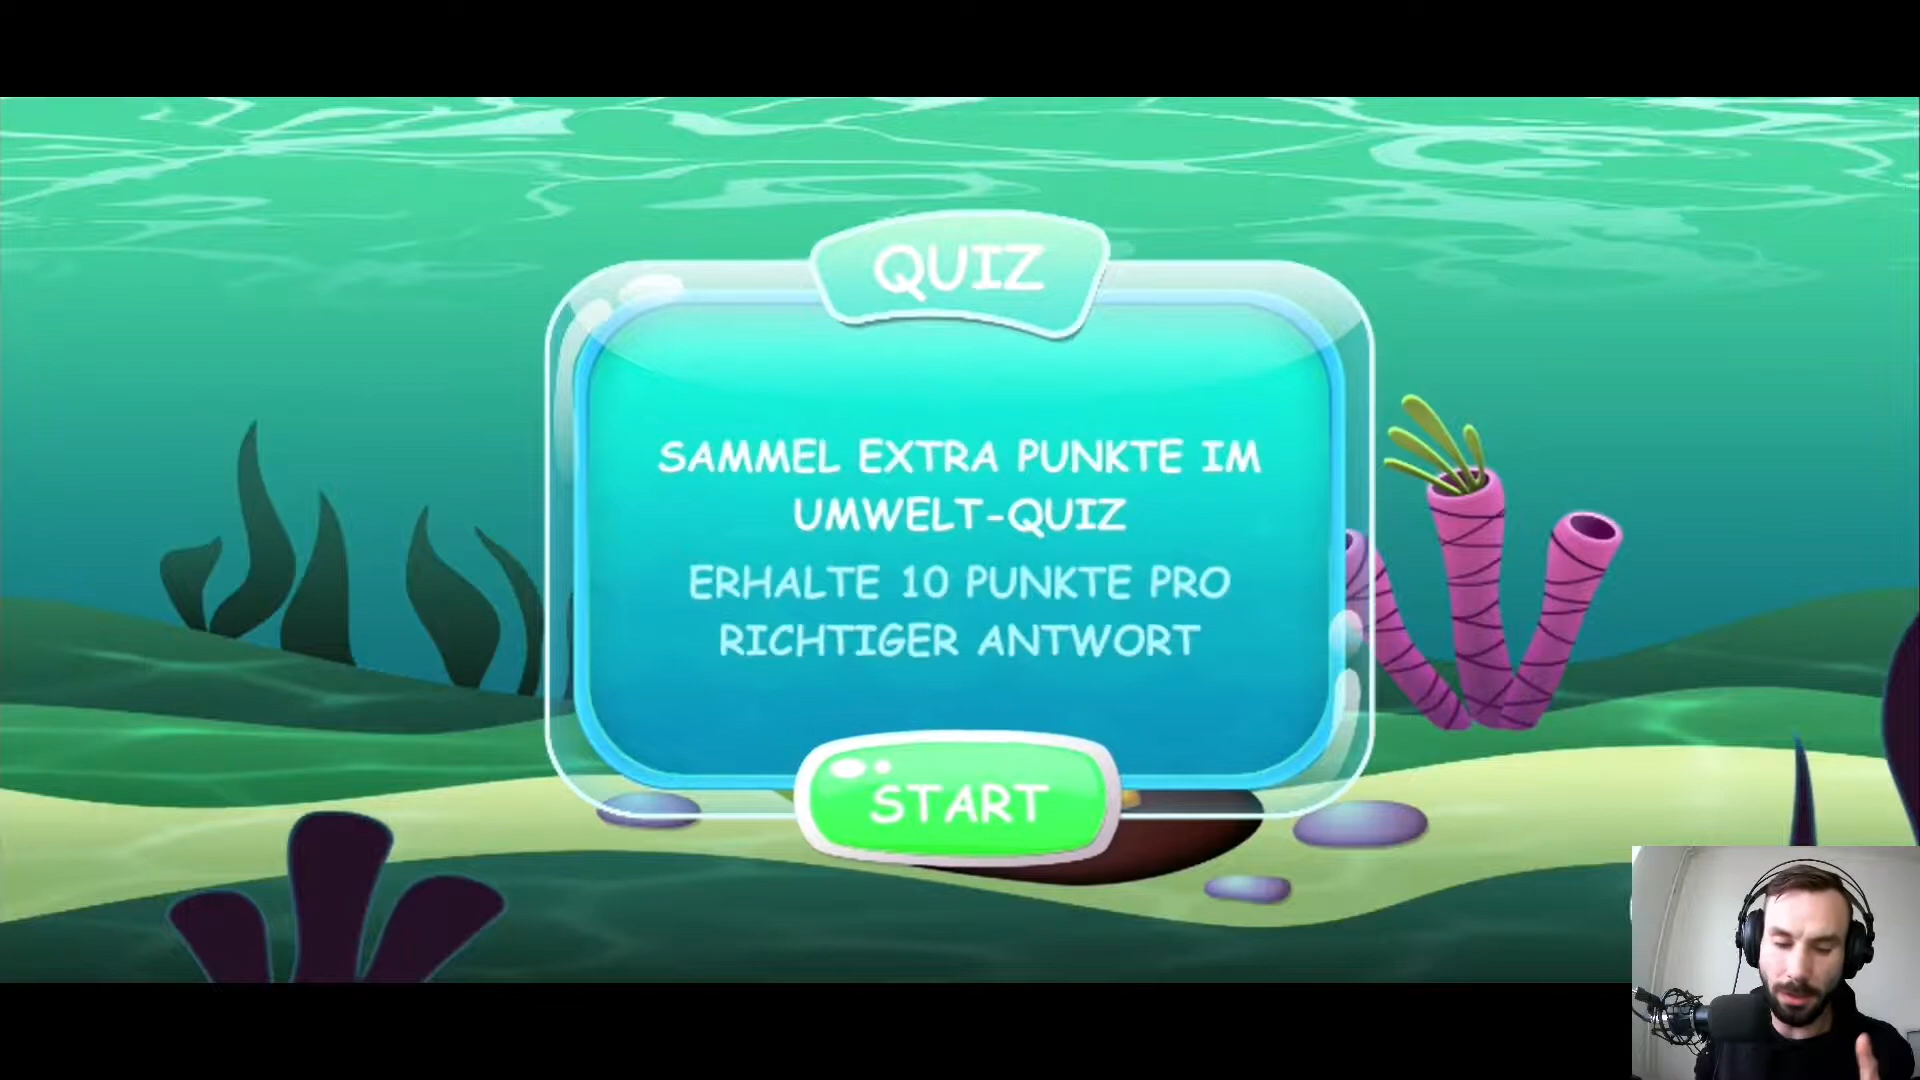 QUIZ
SAMMEL EXTRA PUNKTE IM
UMWELT-QUIZ
ERHALTE 10 PUNKTE PRO
RICHTIGER ANTWORT
START